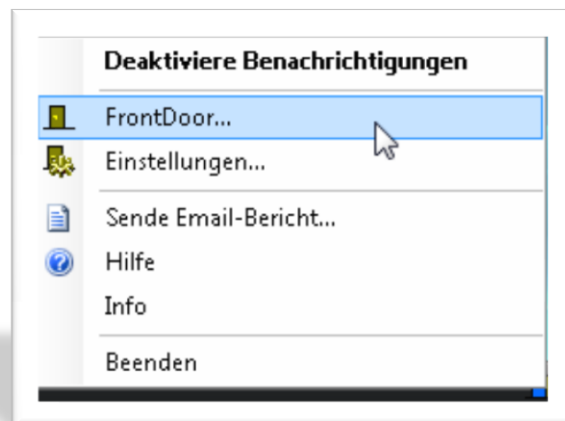 Deaktiviere Benachrichtigungen
FrontDoor...
Einstellungen...
Sende Email-Bericht...
Hilfe
Info
Beenden